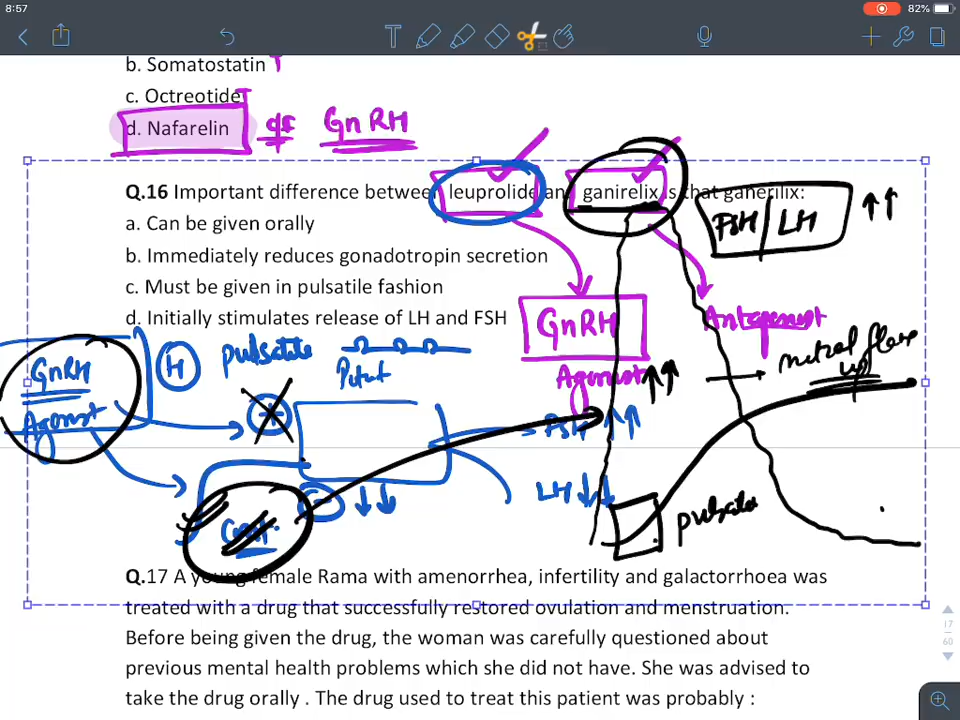 8:57
82%
T
b. Somatostatin
c. Octreotide
d. Nafarelin
GnRH
Q.16 Important difference between leuprolide and ganirelix is that ganerilix:
FSH/LH ↑↑
a. Can be given orally
b. Immediately reduces gonadotropin secretion
c. Must be given in pulsatile fashion
d. Initially stimulates release of LH and FSH
GnRH
Agonist
Antagonist
GnRH
Agonist
H
pulsatile
+
FSH ↑↑
LH ↓↓
↑↑
up
−
↓↓
Q.17 A young female Rama with amenorrhea, infertility and galactorrhoea was
treated with a drug that successfully restored ovulation and menstruation.
Before being given the drug, the woman was carefully questioned about
previous mental health problems which she did not have. She was advised to
take the drug orally . The drug used to treat this patient was probably :
17
60